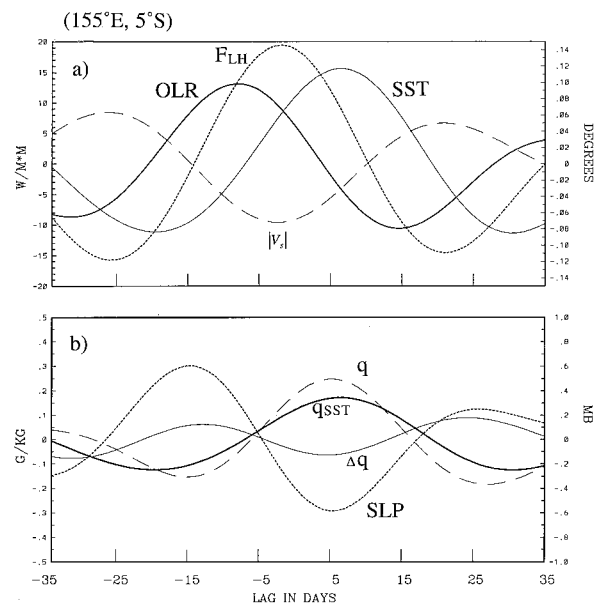 (155°E, 5°S)
a)
F_LH
OLR
SST
|V_s|
W/M*M
20
15
10
5
0
-5
-10
-15
-20
.14
.12
.10
.08
.06
.04
.02
0
-.02
-.04
-.06
-.08
-.10
-.12
-.14
DEGREES
b)
q
qSST
Δq
SLP
G/KG
.5
.4
.3
.2
.1
0
-.1
-.2
-.3
-.4
-.5
1.0
.8
.6
.4
.2
0
-.2
-.4
-.6
-.8
-1.0
MB
-35 -25 -15 -5 5 15 25 35
LAG IN DAYS